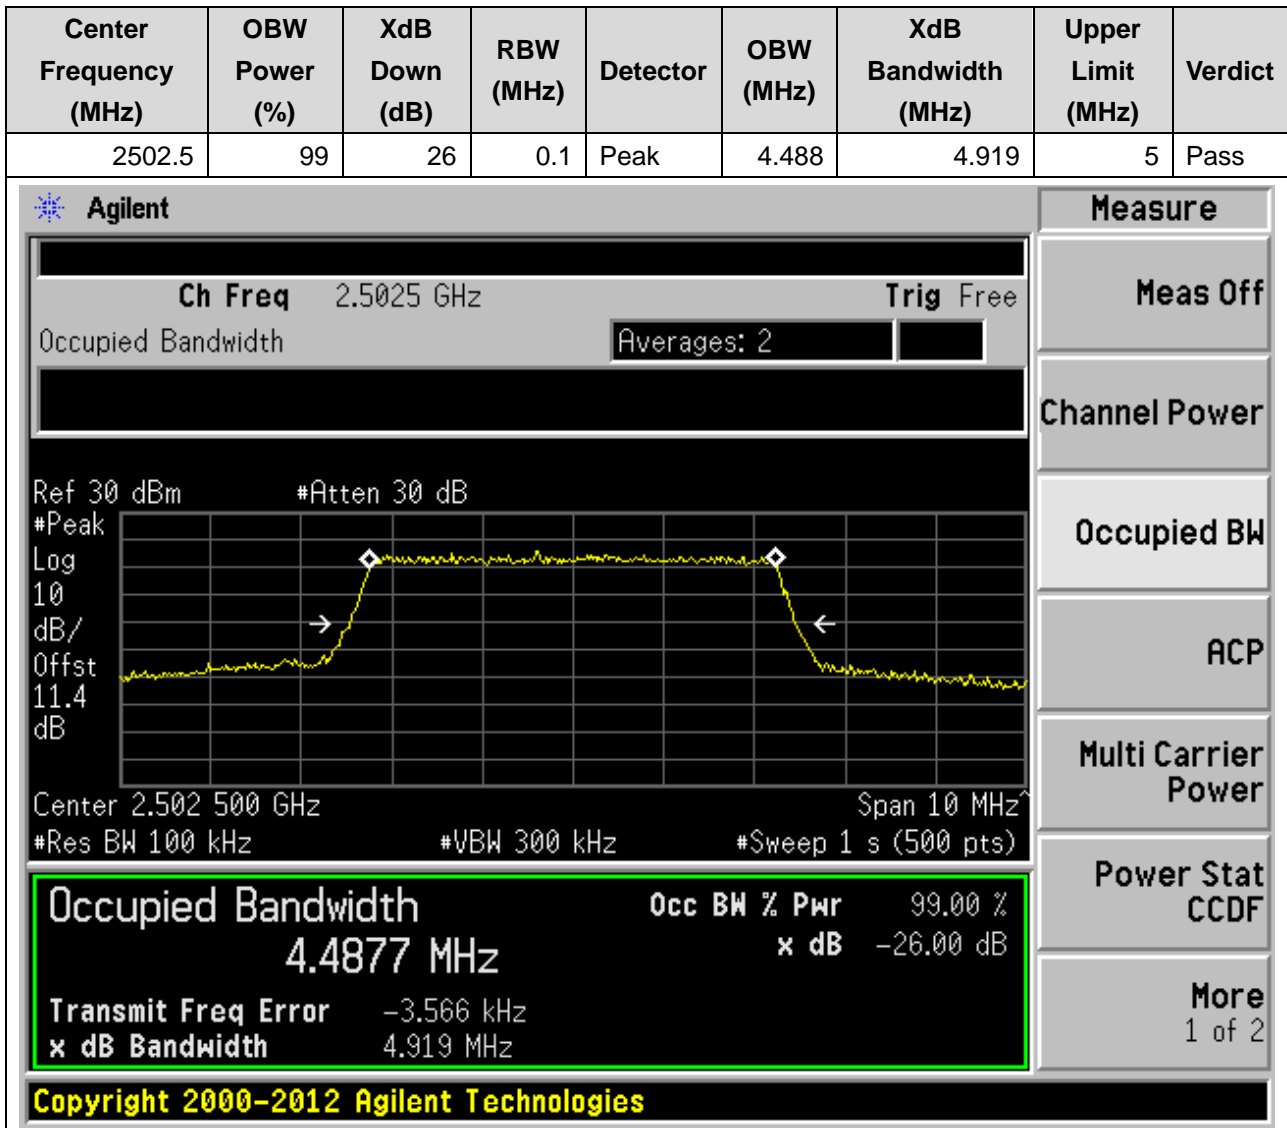 Center Frequency (MHz) OBW Power (%) XdB Down (dB) RBW (MHz) Detector OBW (MHz) XdB Bandwidth (MHz) Upper Limit (MHz) Verdict
2502.5 99 26 0.1 Peak 4.488 4.919 5 Pass
Agilent
Measure
Ch Freq 2.5025 GHz Trig Free
Meas Off
Occupied Bandwidth Averages: 2
Channel Power
Ref 30 dBm #Atten 30 dB
#Peak
Log
10
dB/
Offst
11.4
dB
Occupied BW
ACP
Multi Carrier
Power
Center 2.502 500 GHz Span 10 MHz^
#Res BW 100 kHz #VBW 300 kHz #Sweep 1 s (500 pts)
Power Stat
CCDF
Occupied Bandwidth Occ BW % Pwr 99.00 %
4.4877 MHz x dB -26.00 dB
Transmit Freq Error -3.566 kHz
x dB Bandwidth 4.919 MHz
More
1 of 2
Copyright 2000-2012 Agilent Technologies